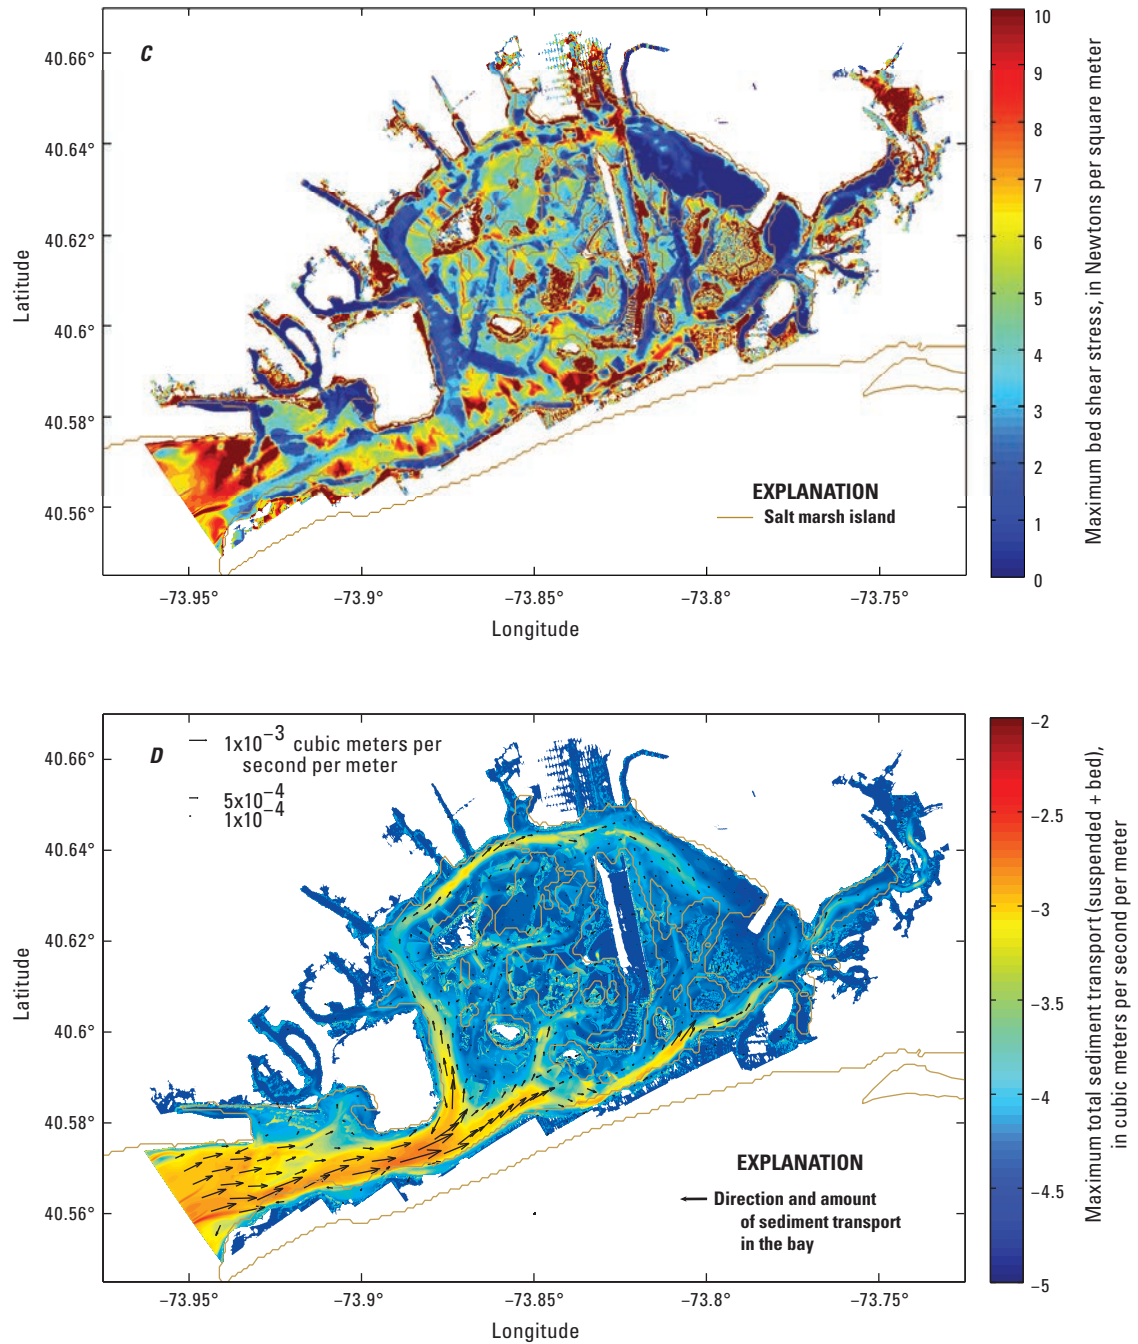 C
40.66°
40.64°
40.62°
40.6°
40.58°
40.56°
Latitude
−73.95°
−73.9°
−73.85°
−73.8°
−73.75°
Longitude
EXPLANATION
Salt marsh island
10
9
8
7
6
5
4
3
2
1
0
Maximum bed shear stress, in Newtons per square meter
D
1x10−3 cubic meters per
second per meter
5x10−4
1x10−4
40.66°
40.64°
40.62°
40.6°
40.58°
40.56°
Latitude
−73.95°
−73.9°
−73.85°
−73.8°
−73.75°
Longitude
EXPLANATION
Direction and amount
of sediment transport
in the bay
−2
−2.5
−3
−3.5
−4
−4.5
−5
Maximum total sediment transport (suspended + bed),
in cubic meters per second per meter